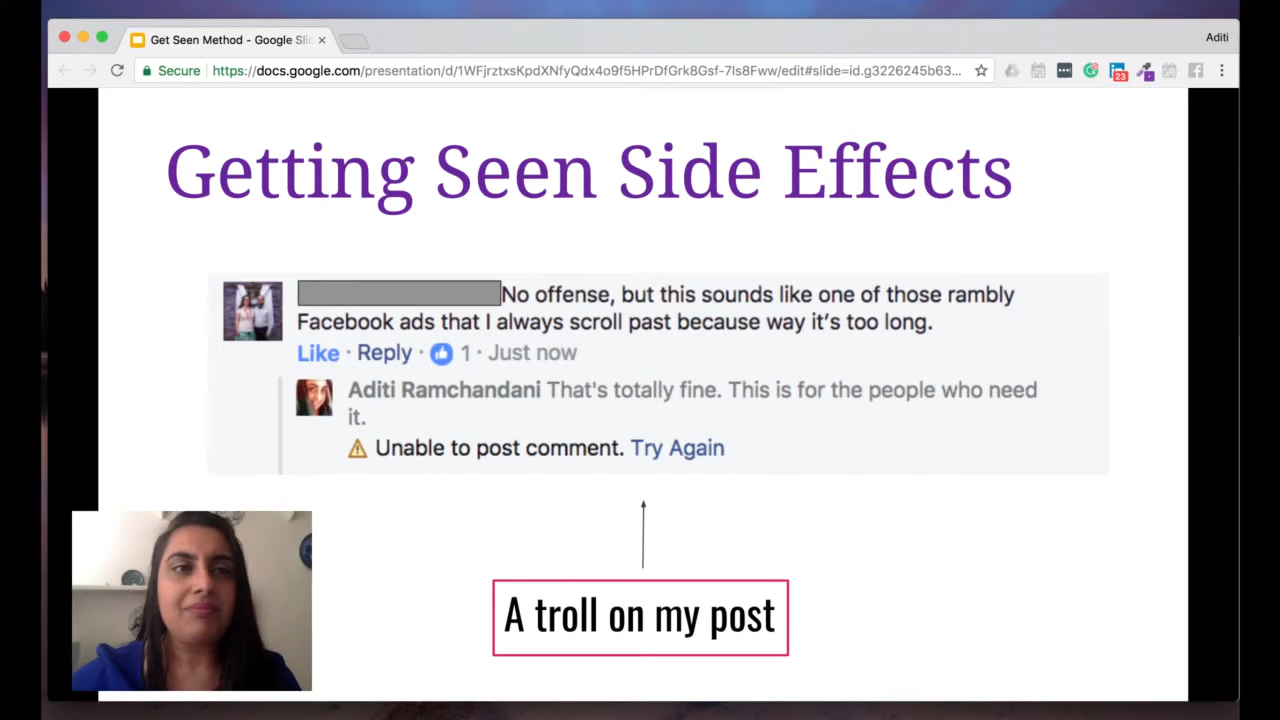 Get Seen Method - Google Sli
Aditi
Secure
https://docs.google.com/presentation/d/1WFjrztxsKpdXNfyQdx4o9f5HPrDfGrk8Gsf-7ls8Fww/edit#slide=id.g3226245b63...
23
Getting Seen Side Effects
No offense, but this sounds like one of those rambly
Facebook ads that I always scroll past because way it's too long.
Like · Reply · 1 · Just now
Aditi Ramchandani That's totally fine. This is for the people who need
it.
Unable to post comment. Try Again
A troll on my post